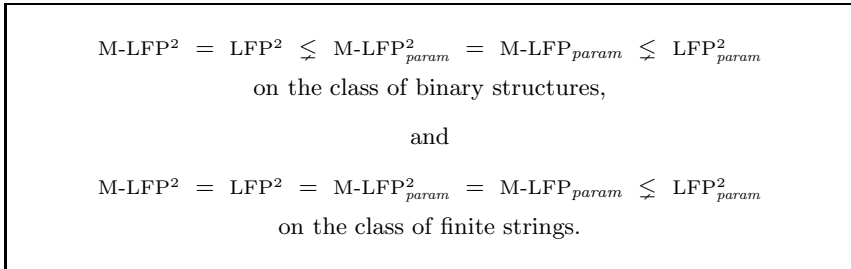 M-LFP² = LFP² ⪇ M-LFP²_param = M-LFP_param ⪇ LFP²_param
on the class of binary structures,
and
M-LFP² = LFP² = M-LFP²_param = M-LFP_param ⪇ LFP²_param
on the class of finite strings.